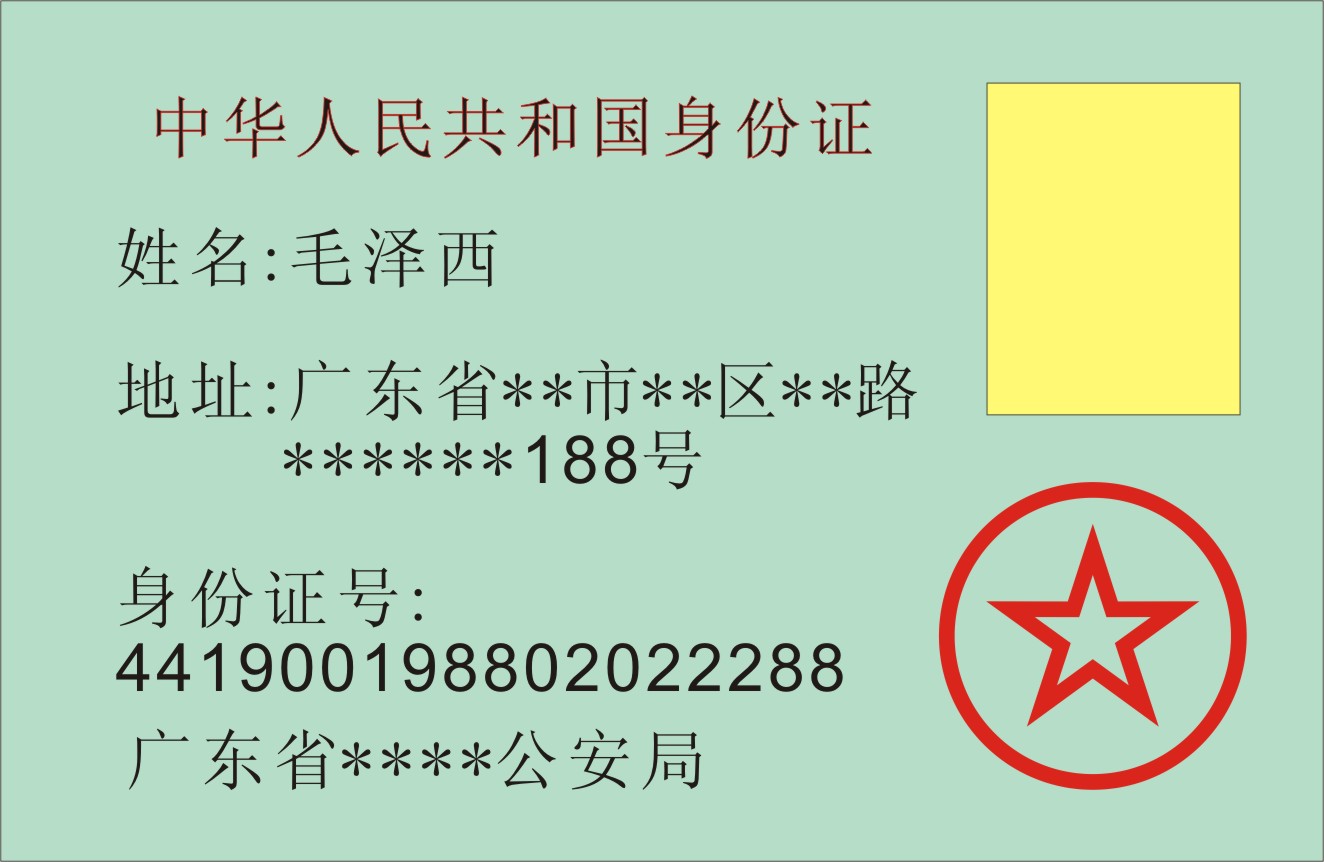 中华人民共和国身份证
姓名:毛泽西
地址:广东省**市**区**路
******188号
身份证号:
441900198802022288
广东省****公安局